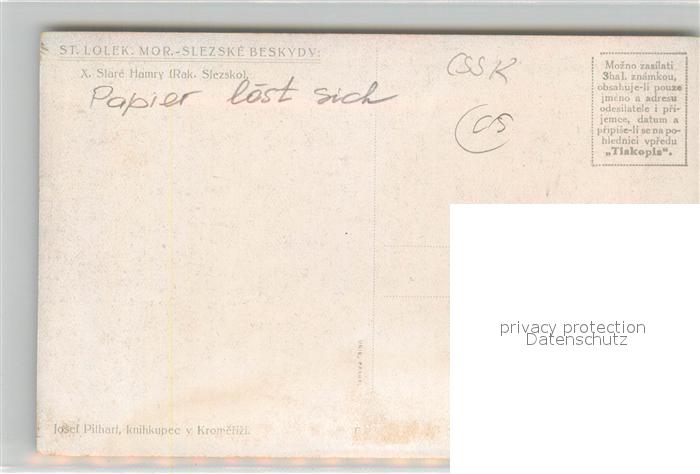 ST. LOLEK. MOR.-SLEZSKÉ BESKYDY:
X. Staré Hamry (Rak. Slezsko).
Papier löst sich
ČSSK
CS
Možno zasílati
3hal. známkou,
obsahuje-li pouze
jméno a adresu
odesilatele i pří-
jemce, datum a
připíše-li se na po-
hlednici vpředu
„Tiskopis".
privacy protection
Datenschutz
Josef Pithart, knihkupec v Kroměříži.